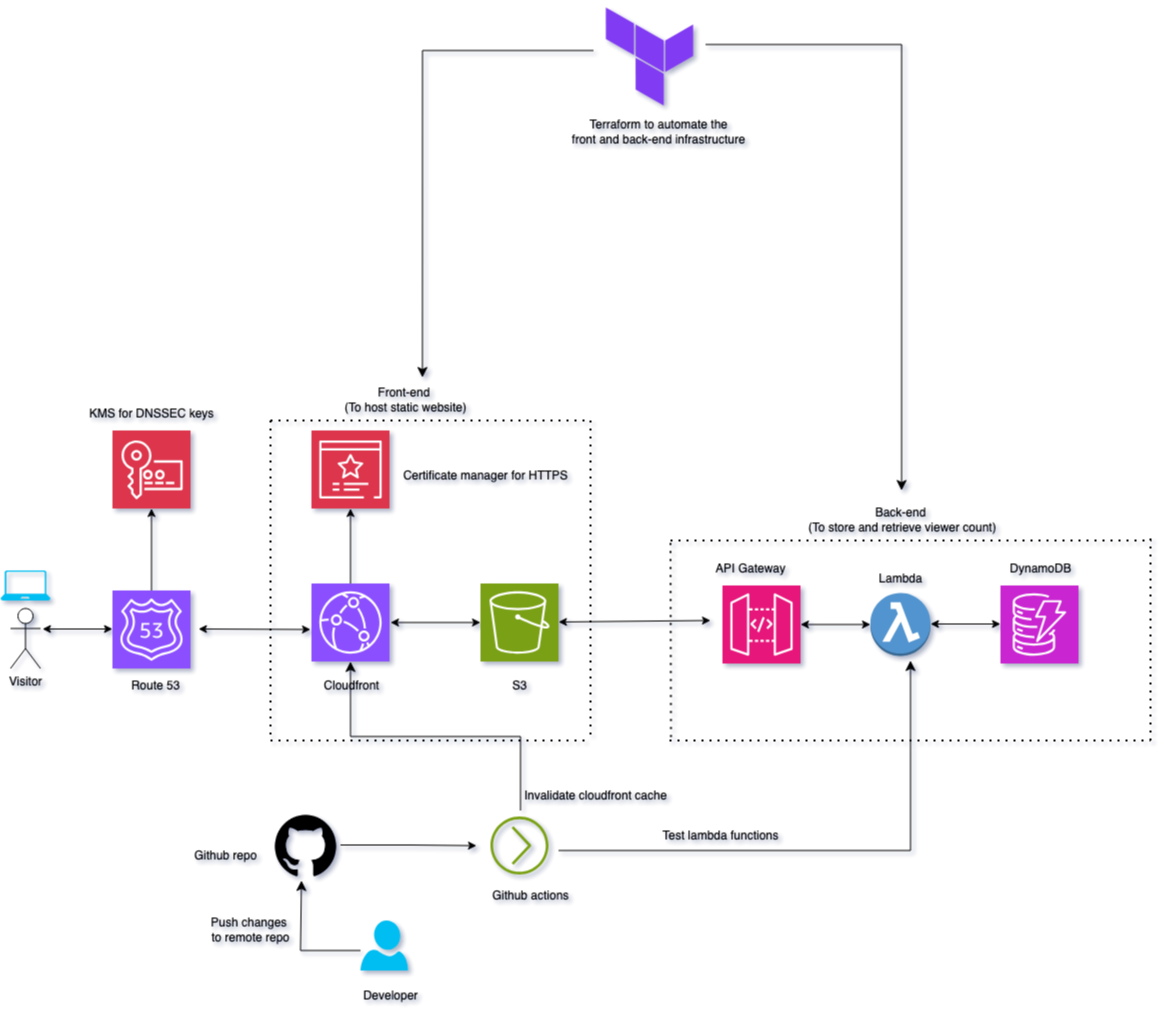 Terraform to automate the
front and back-end infrastructure
Front-end
(To host static website)
KMS for DNSSEC keys
Certificate manager for HTTPS
Back-end
(To store and retrieve viewer count)
API Gateway
Lambda
DynamoDB
</>
53
Visitor
Route 53
Cloudfront
S3
Invalidate cloudfront cache
Test lambda functions
Github repo
Github actions
Push changes
to remote repo
Developer